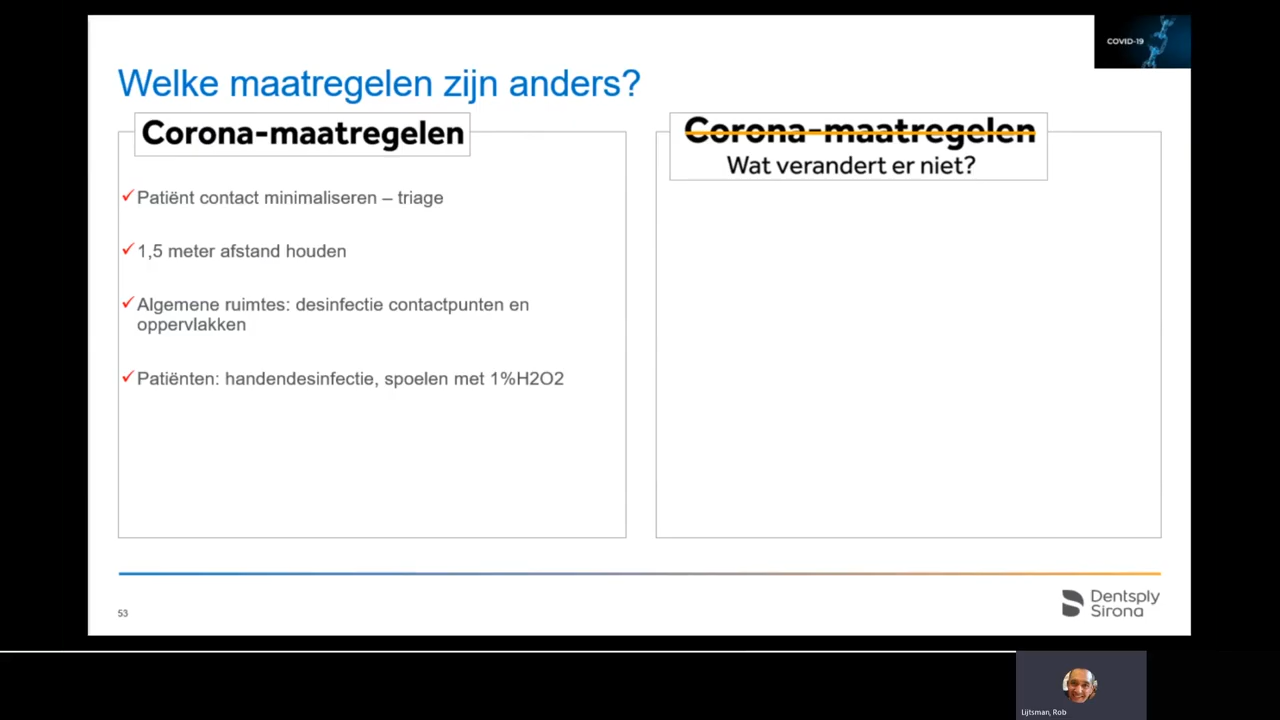 COVID-19
Welke maatregelen zijn anders?
Corona-maatregelen
✓Patiënt contact minimaliseren – triage
✓1,5 meter afstand houden
✓Algemene ruimtes: desinfectie contactpunten en
oppervlakken
✓Patiënten: handendesinfectie, spoelen met 1%H2O2
Corona-maatregelen
Wat verandert er niet?
53
Dentsply
Sirona
Lijtsman, Rob